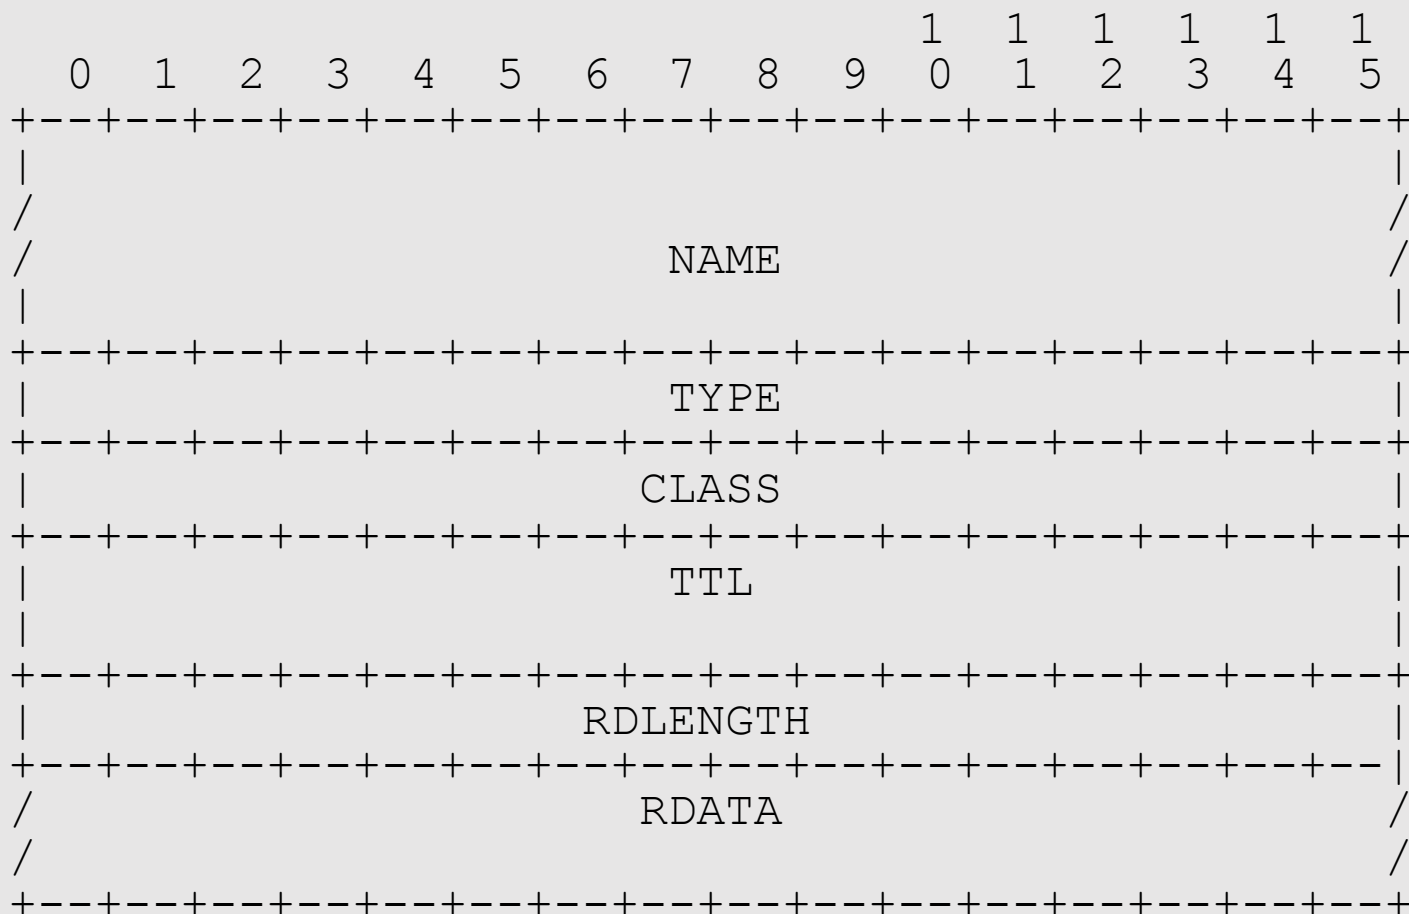 1  1  1  1  1  1
  0  1  2  3  4  5  6  7  8  9  0  1  2  3  4  5
+--+--+--+--+--+--+--+--+--+--+--+--+--+--+--+--+
|                                               |
/                                               /
/                      NAME                     /
|                                               |
+--+--+--+--+--+--+--+--+--+--+--+--+--+--+--+--+
|                      TYPE                     |
+--+--+--+--+--+--+--+--+--+--+--+--+--+--+--+--+
|                     CLASS                     |
+--+--+--+--+--+--+--+--+--+--+--+--+--+--+--+--+
|                      TTL                      |
|                                               |
+--+--+--+--+--+--+--+--+--+--+--+--+--+--+--+--+
|                   RDLENGTH                    |
+--+--+--+--+--+--+--+--+--+--+--+--+--+--+--+--|
/                     RDATA                     /
/                                               /
+--+--+--+--+--+--+--+--+--+--+--+--+--+--+--+--+